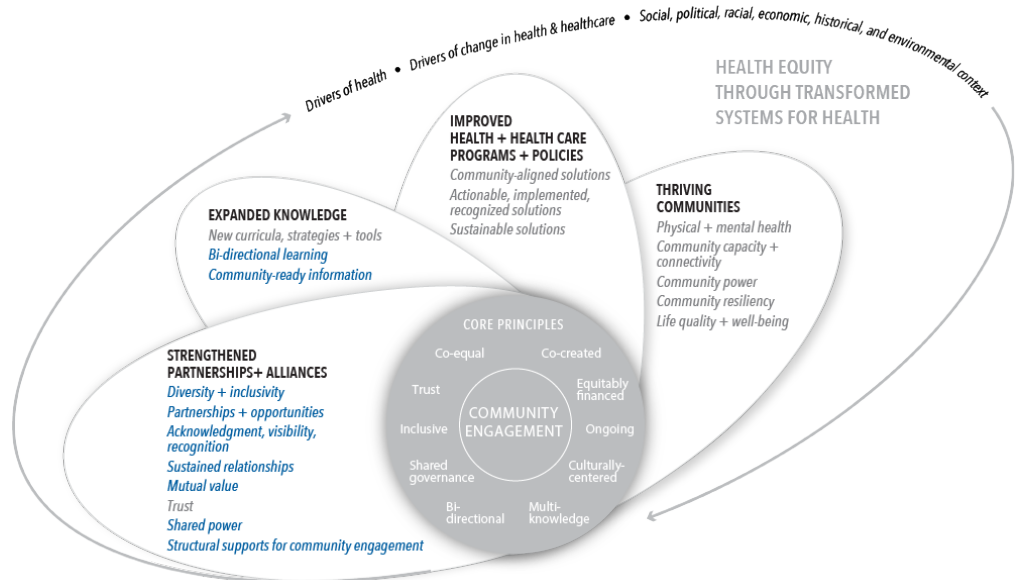 Drivers of health • Drivers of change in health & healthcare • Social, political, racial, economic, historical, and environmental context
HEALTH EQUITY
THROUGH TRANSFORMED
SYSTEMS FOR HEALTH
IMPROVED
HEALTH + HEALTH CARE
PROGRAMS + POLICIES
Community-aligned solutions
Actionable, implemented,
recognized solutions
Sustainable solutions
THRIVING
COMMUNITIES
Physical + mental health
Community capacity +
connectivity
Community power
Community resiliency
Life quality + well-being
EXPANDED KNOWLEDGE
New curricula, strategies + tools
Bi-directional learning
Community-ready information
STRENGTHENED
PARTNERSHIPS+ ALLIANCES
Diversity + inclusivity
Partnerships + opportunities
Acknowledgment, visibility,
recognition
Sustained relationships
Mutual value
Trust
Shared power
Structural supports for community engagement
CORE PRINCIPLES
Co-equal
Co-created
Trust
Equitably
financed
Inclusive
COMMUNITY
ENGAGEMENT
Ongoing
Shared
governance
Culturally-
centered
Bi-
directional
Multi-
knowledge